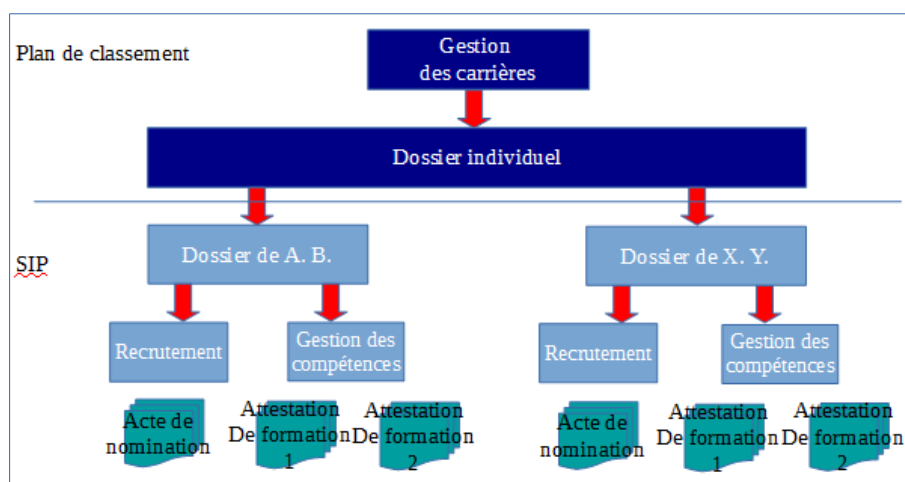 Plan de classement
Gestion
des carrières
Dossier individuel
SIP
Dossier de A. B.
Dossier de X. Y.
Recrutement
Gestion des
compétences
Recrutement
Gestion des
compétences
Acte de
nomination
Attestation
De formation
1
Attestation
De formation
2
Acte de
nomination
Attestation
De formation
1
Attestation
De formation
2